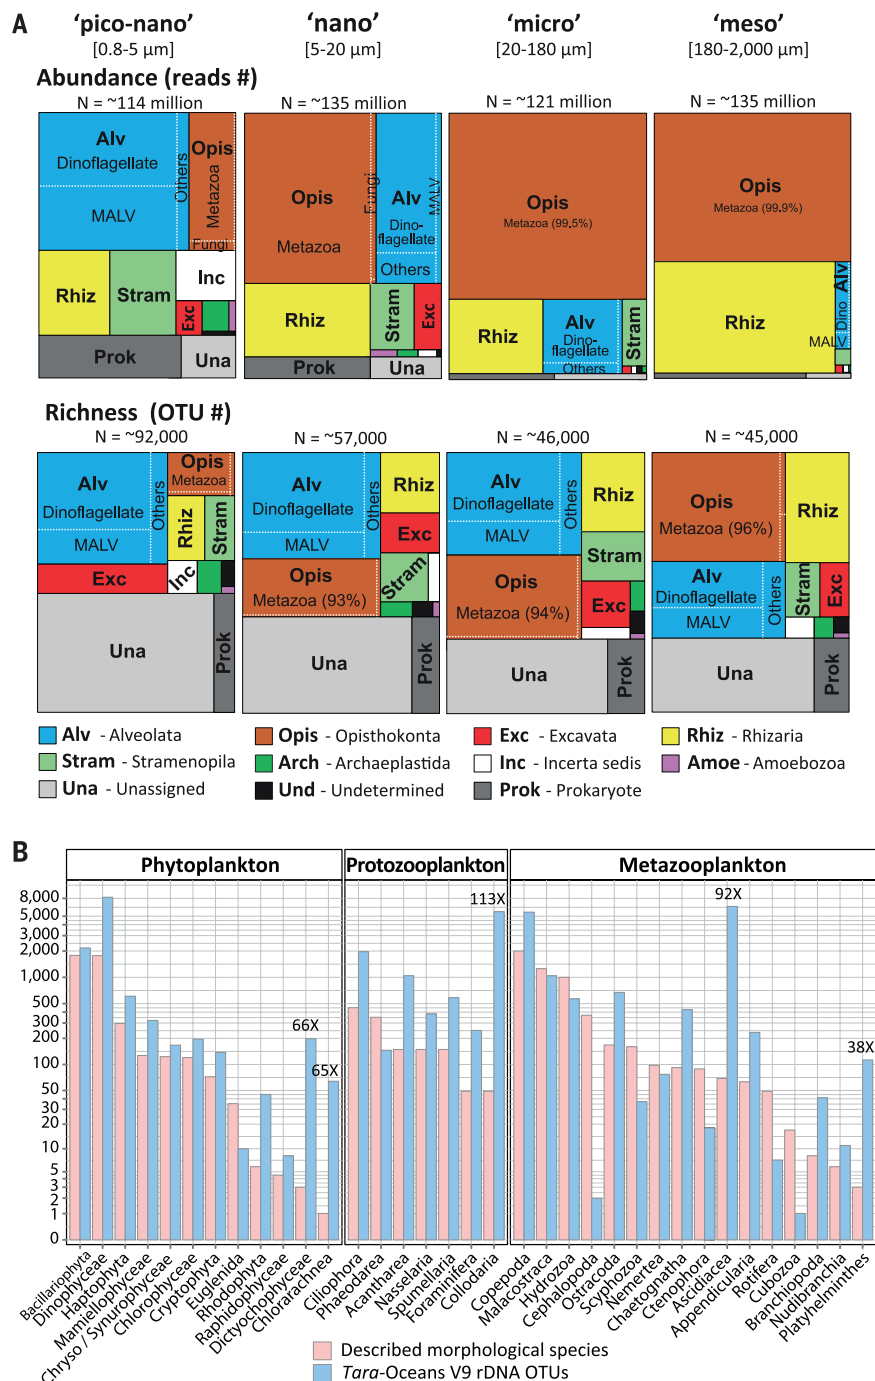 A
'pico-nano' 'nano' 'micro' 'meso'
[0.8-5 µm] [5-20 µm] [20-180 µm] [180-2,000 µm]
Abundance (reads #)
N = ~114 million N = ~135 million N = ~121 million N = ~135 million
Alv
Dinoflagellate
MALV
Others
Opis
Metazoa
Fungi
Rhiz
Stram
Inc
Exc
Prok
Una
Opis
Metazoa
Fungi
Alv
Dino-
flagellate
MALV
Others
Rhiz
Stram
Exc
Prok
Una
Opis
Metazoa (99.5%)
Rhiz
Alv
Dino-
flagellate
Others
Stram
Opis
Metazoa (99.9%)
Rhiz
Alv
Dino
MALV
Richness (OTU #)
N = ~92,000 N = ~57,000 N = ~46,000 N = ~45,000
Alv
Dinoflagellate
MALV
Others
Opis
Metazoa
Rhiz
Stram
Exc
Inc
Una
Prok
Alv
Dinoflagellate
MALV
Others
Rhiz
Exc
Opis
Metazoa (93%)
Stram
Una
Prok
Alv
Dinoflagellate
MALV
Others
Rhiz
Stram
Opis
Metazoa (94%)
Exc
Una
Prok
Opis
Metazoa (96%)
Rhiz
Alv
Dinoflagellate
MALV
Others
Stram
Exc
Una
Prok
Alv - Alveolata Opis - Opisthokonta Exc - Excavata Rhiz - Rhizaria
Stram - Stramenopila Arch - Archaeplastida Inc - Incerta sedis Amoe - Amoebozoa
Una - Unassigned Und - Undetermined Prok - Prokaryote
B
Phytoplankton Protozooplankton Metazooplankton
8,000
5,000
3,000
2,000
1,000
500
300
200
100
50
30
20
10
5
3
2
1
0
66X
65X
113X
92X
38X
Bacillariophyta
Dinophyceae
Haptophyta
Mamiellophyceae
Chryso / Synurophyceae
Chlorophyceae
Cryptophyta
Euglenida
Rhodophyta
Raphidophyceae
Dictyochophyceae
Chlorarachnea
Ciliophora
Phaeodarea
Acantharea
Nasselaria
Spumellaria
Foraminifera
Collodaria
Copepoda
Malacostraca
Hydrozoa
Cephalopoda
Ostracoda
Scyphozoa
Nemertea
Chaetognatha
Ctenophora
Ascidiacea
Appendicularia
Rotifera
Cubozoa
Branchiopoda
Nudibranchia
Platyhelminthes
Described morphological species
Tara-Oceans V9 rDNA OTUs